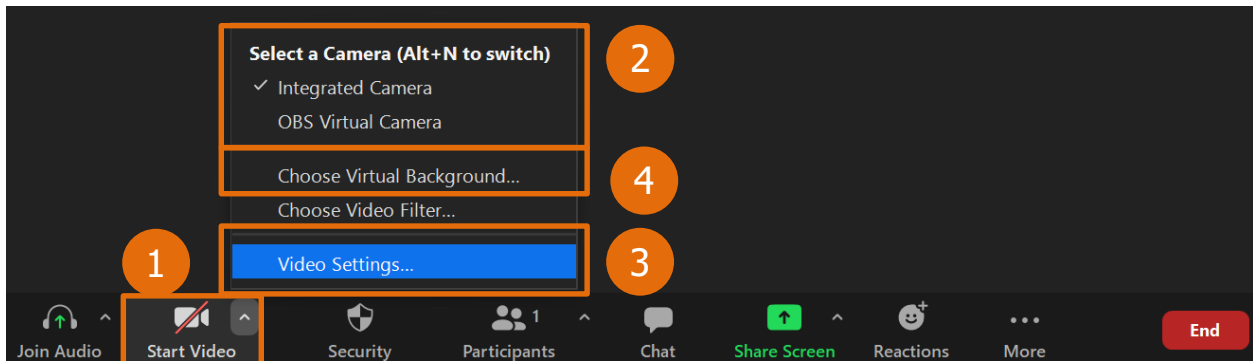 Select a Camera (Alt+N to switch)
2
Integrated Camera
OBS Virtual Camera
Choose Virtual Background...
4
Choose Video Filter...
Video Settings...
3
1
1
Join Audio
Start Video
Security
Participants
Chat
Share Screen
Reactions
More
End